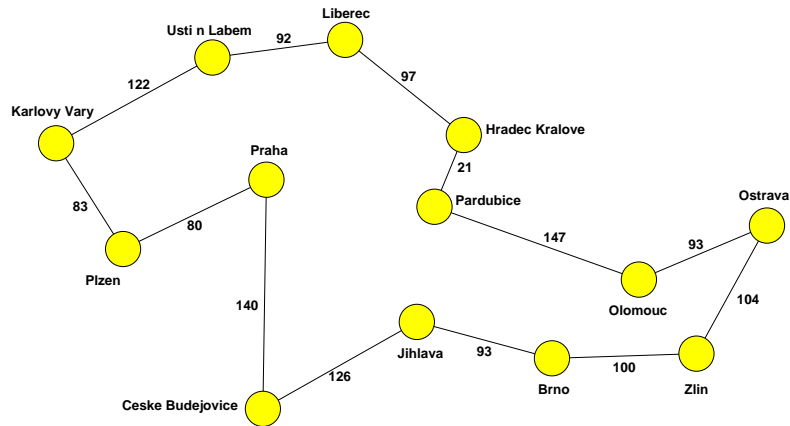 Liberec
Usti n Labem
92
97
122
Karlovy Vary
Hradec Kralove
Praha
21
Ostrava
Pardubice
83
80
147
93
Plzen
140
104
Olomouc
Jihlava
93
126
100
Brno
Zlin
Ceske Budejovice